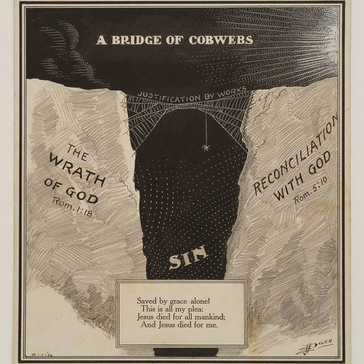 A BRIDGE OF COBWEBS
JUSTIFICATION BY WORKS
THE
WRATH
OF GOD
Rom. 1:18
RECONCILIATION
WITH GOD
Rom. 5:10
SIN
Saved by grace alone!
This is all my plea:
Jesus died for all mankind;
And Jesus died for me.
Pace